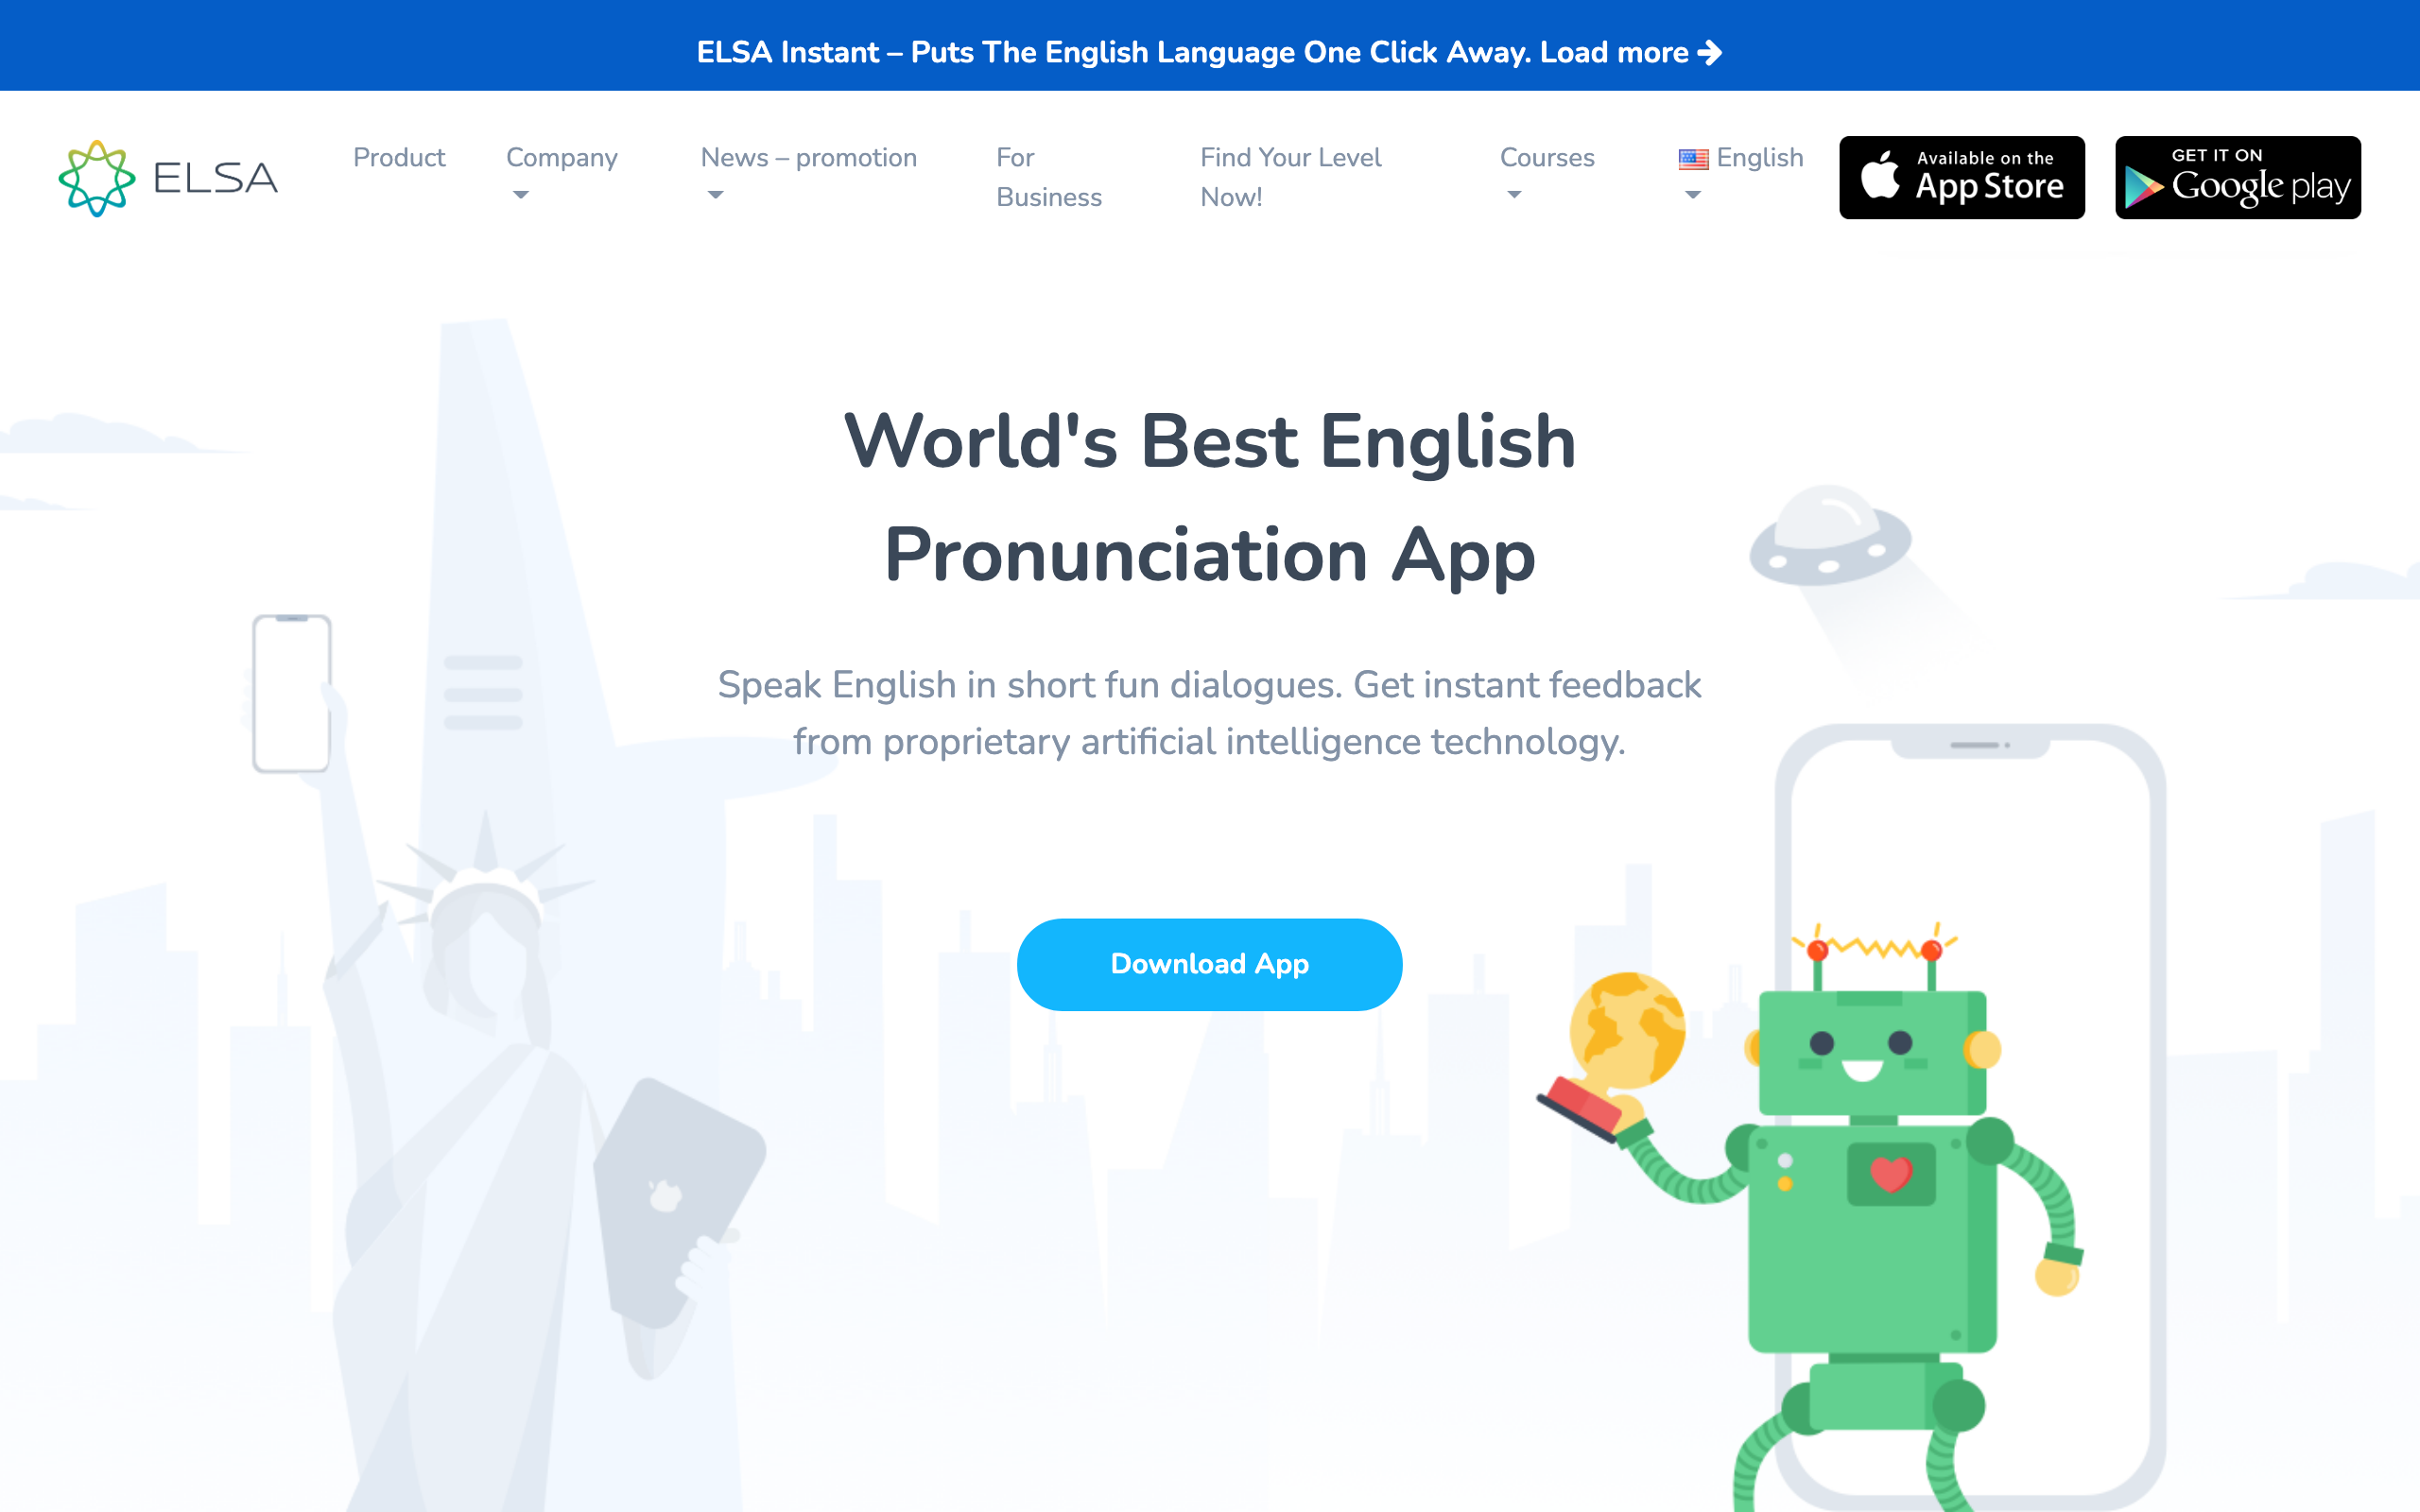 ELSA Instant – Puts The English Language One Click Away. Load more
ELSA
Product
Company
News – promotion
For
Business
Find Your Level
Now!
Courses
English
Available on the
App Store
GET IT ON
Google play
World's Best English
Pronunciation App
Speak English in short fun dialogues. Get instant feedback
from proprietary artificial intelligence technology.
Download App